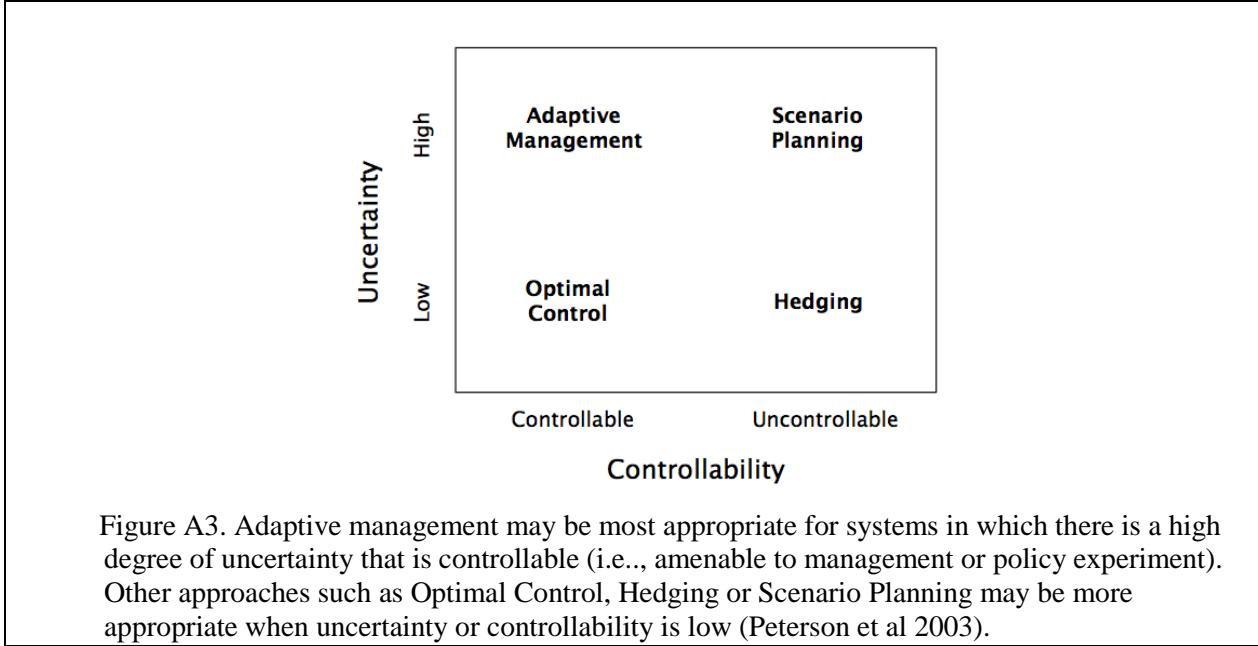 Uncertainty
High
Low
Adaptive
Management
Scenario
Planning
Optimal
Control
Hedging
Controllable
Uncontrollable
Controllability
Figure A3. Adaptive management may be most appropriate for systems in which there is a high
degree of uncertainty that is controllable (i.e.., amenable to management or policy experiment).
Other approaches such as Optimal Control, Hedging or Scenario Planning may be more
appropriate when uncertainty or controllability is low (Peterson et al 2003).